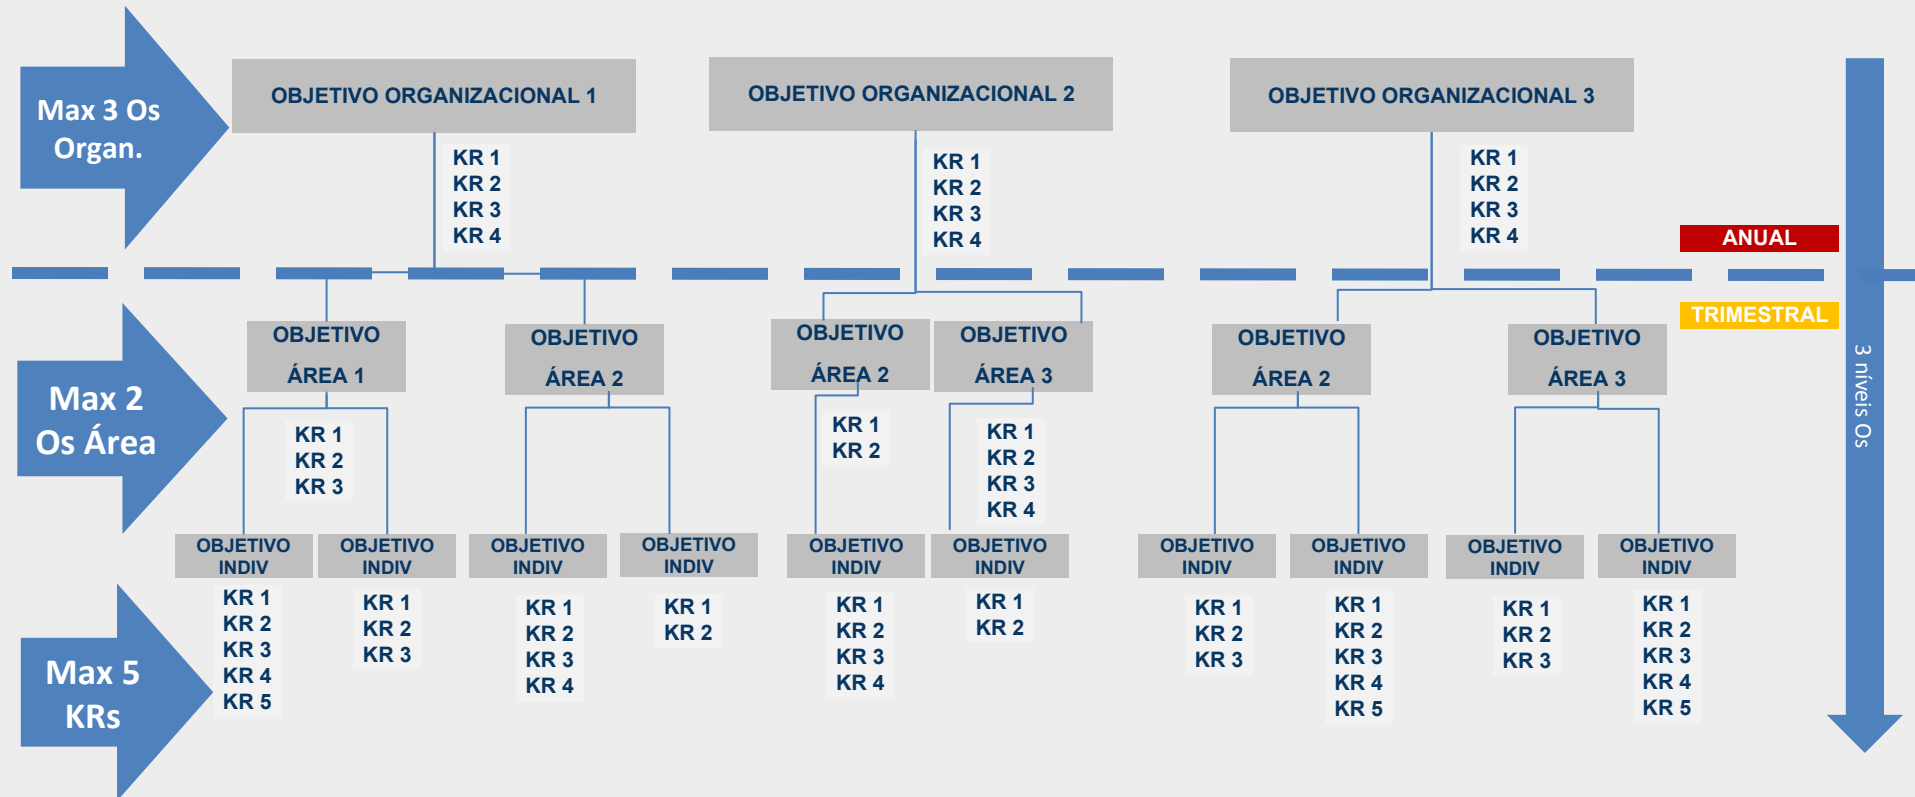 Max 3 Os
Organ.
OBJETIVO ORGANIZACIONAL 1
OBJETIVO ORGANIZACIONAL 2
OBJETIVO ORGANIZACIONAL 3
KR 1
KR 2
KR 3
KR 4
KR 1
KR 2
KR 3
KR 4
KR 1
KR 2
KR 3
KR 4
ANUAL
TRIMESTRAL
3 níveis Os
Max 2
Os Área
OBJETIVO
ÁREA 1
OBJETIVO
ÁREA 2
OBJETIVO
ÁREA 2
OBJETIVO
ÁREA 3
OBJETIVO
ÁREA 2
OBJETIVO
ÁREA 3
KR 1
KR 2
KR 3
KR 1
KR 2
KR 1
KR 2
KR 3
KR 4
OBJETIVO
INDIV
OBJETIVO
INDIV
OBJETIVO
INDIV
OBJETIVO
INDIV
OBJETIVO
INDIV
OBJETIVO
INDIV
OBJETIVO
INDIV
OBJETIVO
INDIV
OBJETIVO
INDIV
OBJETIVO
INDIV
Max 5
KRs
KR 1
KR 2
KR 3
KR 4
KR 5
KR 1
KR 2
KR 3
KR 1
KR 2
KR 3
KR 4
KR 1
KR 2
KR 1
KR 2
KR 3
KR 4
KR 1
KR 2
KR 1
KR 2
KR 3
KR 1
KR 2
KR 3
KR 4
KR 5
KR 1
KR 2
KR 3
KR 1
KR 2
KR 3
KR 4
KR 5